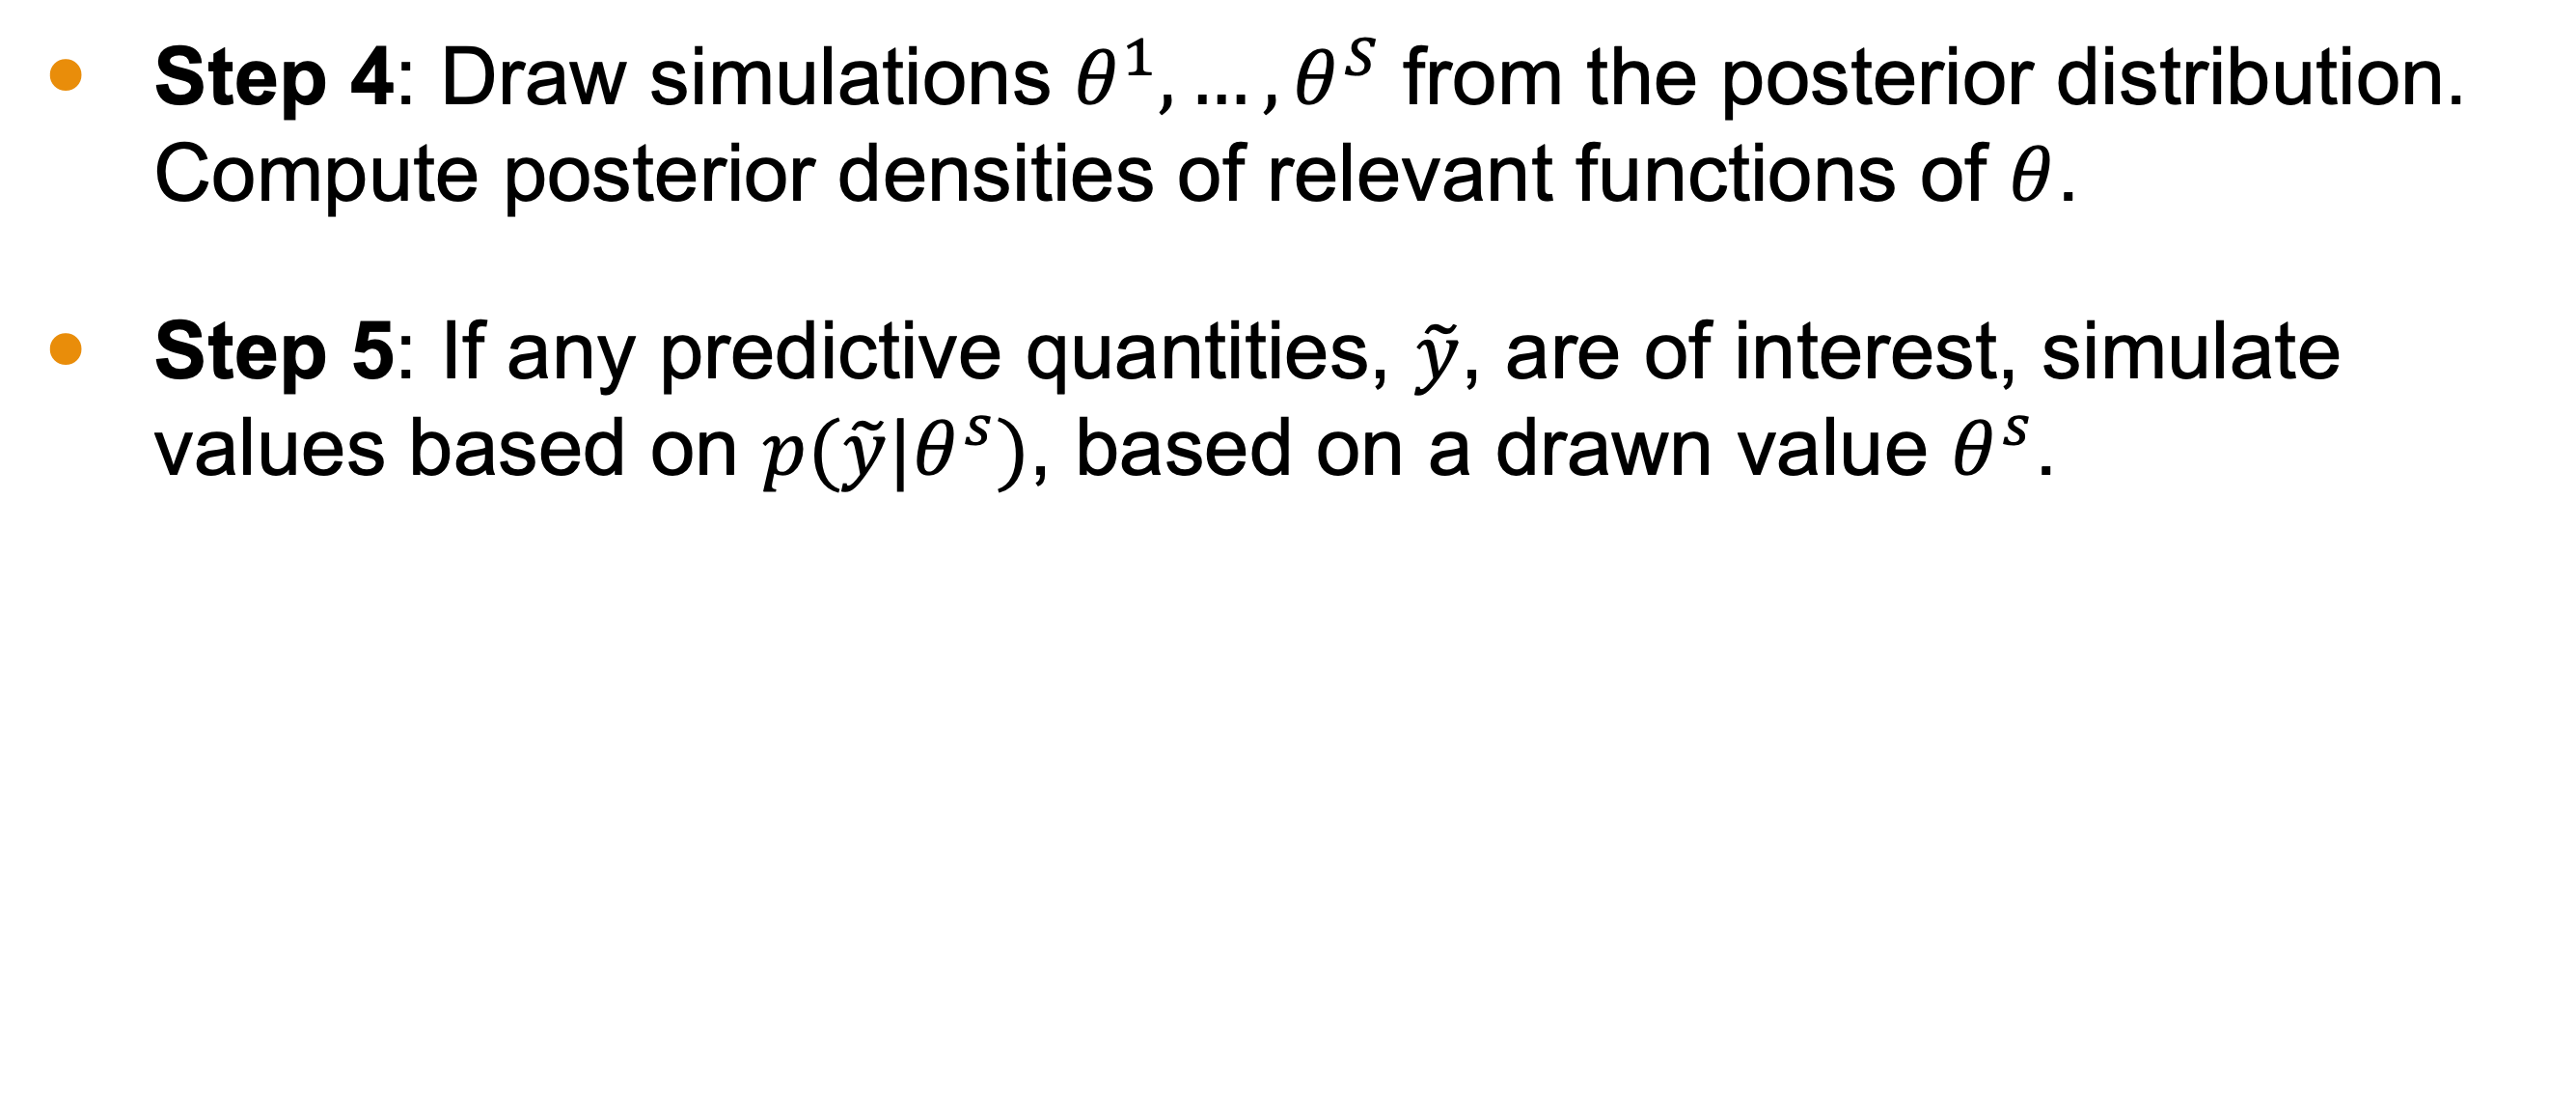 • Step 4: Draw simulations θ¹, …, θˢ from the posterior distribution.
Compute posterior densities of relevant functions of θ.
• Step 5: If any predictive quantities, ỹ, are of interest, simulate
values based on p(ỹ|θˢ), based on a drawn value θˢ.